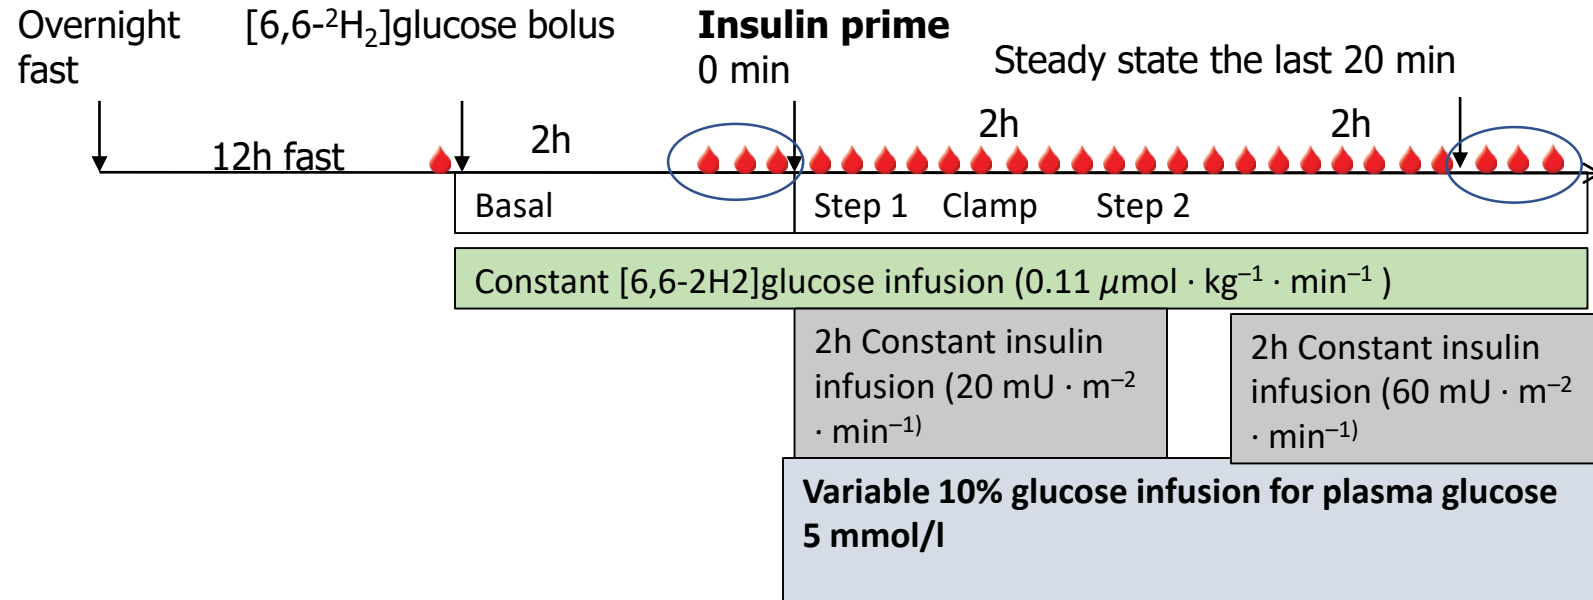 Overnight
fast
[6,6-²H₂]glucose bolus
Insulin prime
0 min
Steady state the last 20 min
12h fast
2h
2h
2h
Basal
Step 1
Clamp
Step 2
Constant [6,6-2H2]glucose infusion (0.11 µmol · kg⁻¹ · min⁻¹ )
2h Constant insulin
infusion (20 mU · m⁻²
· min⁻¹⁾
2h Constant insulin
infusion (60 mU · m⁻²
· min⁻¹⁾
Variable 10% glucose infusion for plasma glucose
5 mmol/l